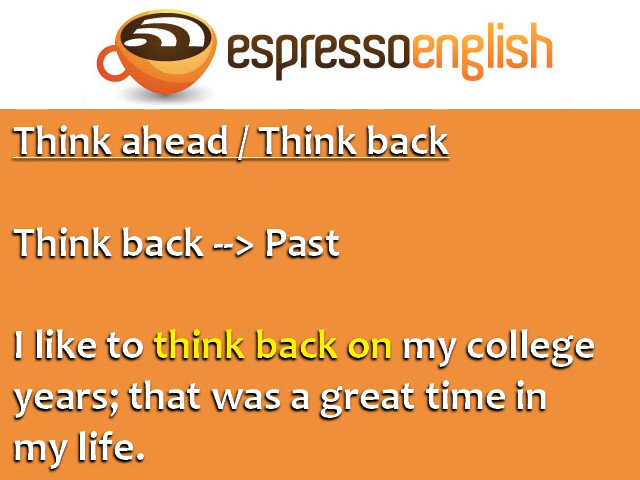 espressoenglish
Think ahead / Think back
Think back --> Past
I like to think back on my college
years; that was a great time in
my life.